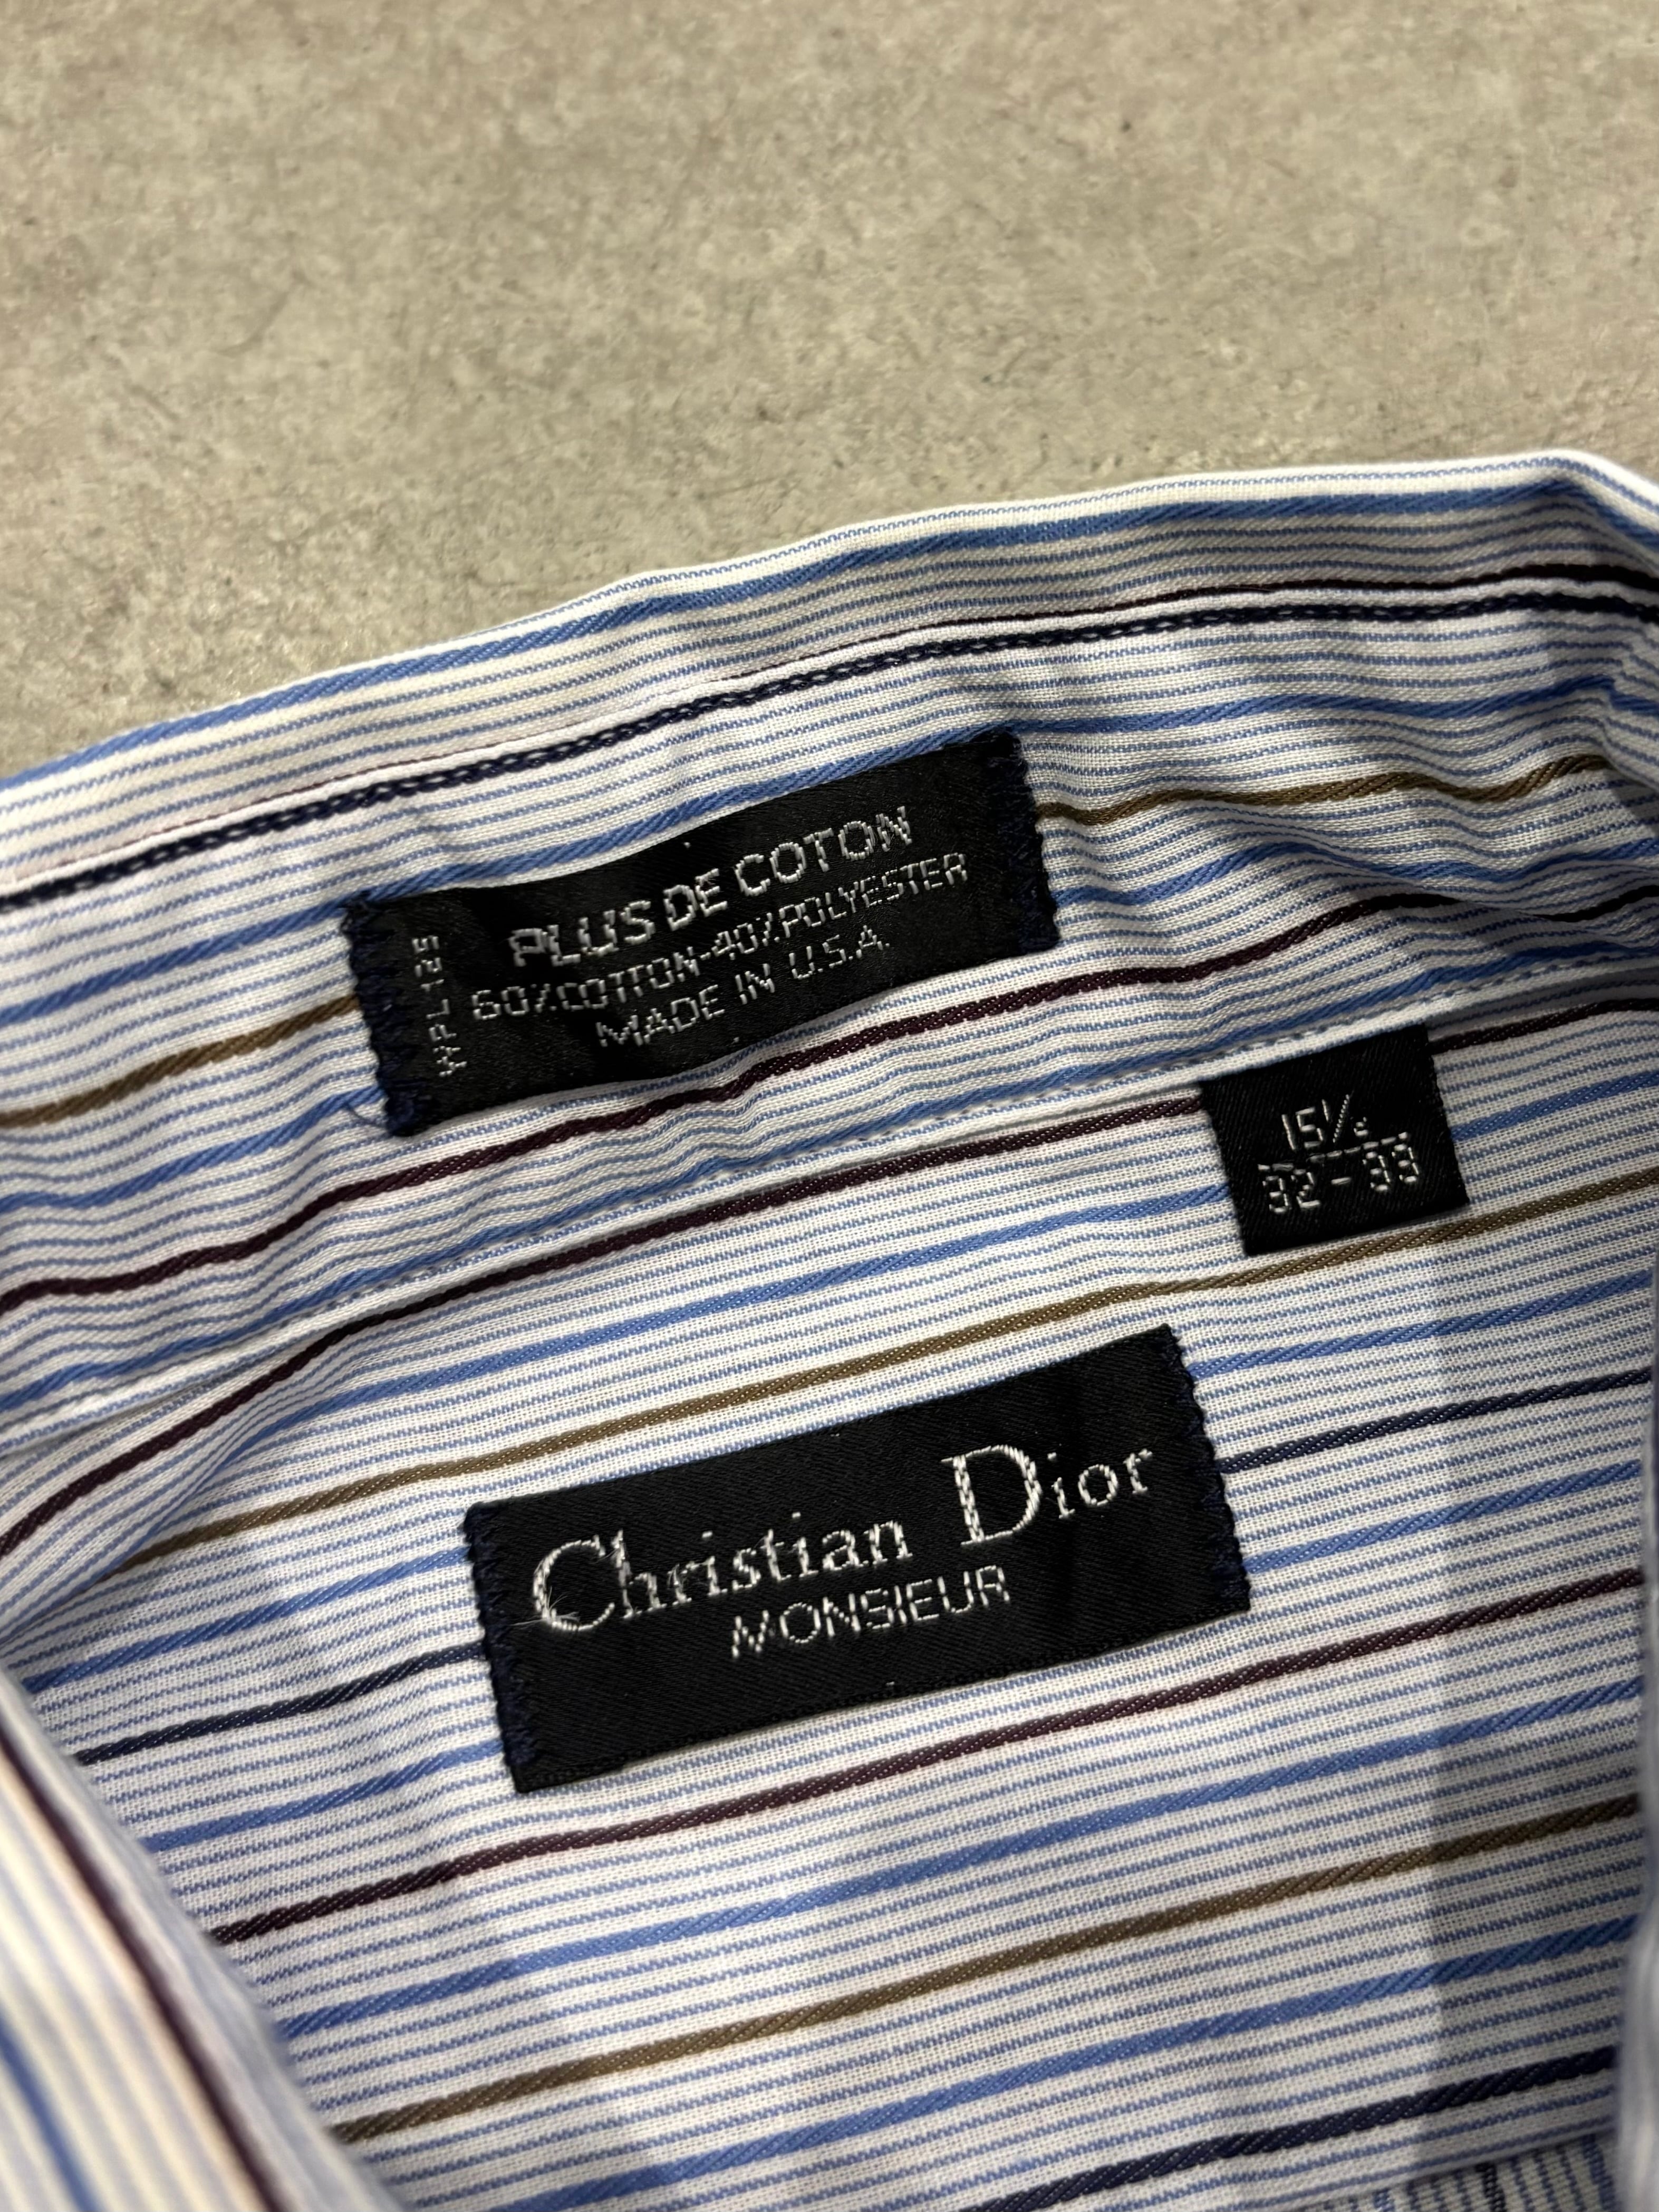 PLUS DE COTON
60%COTTON-40%POLYESTER
MADE IN U.S.A.
WPL125
15½
32-33
Christian Dior
MONSIEUR